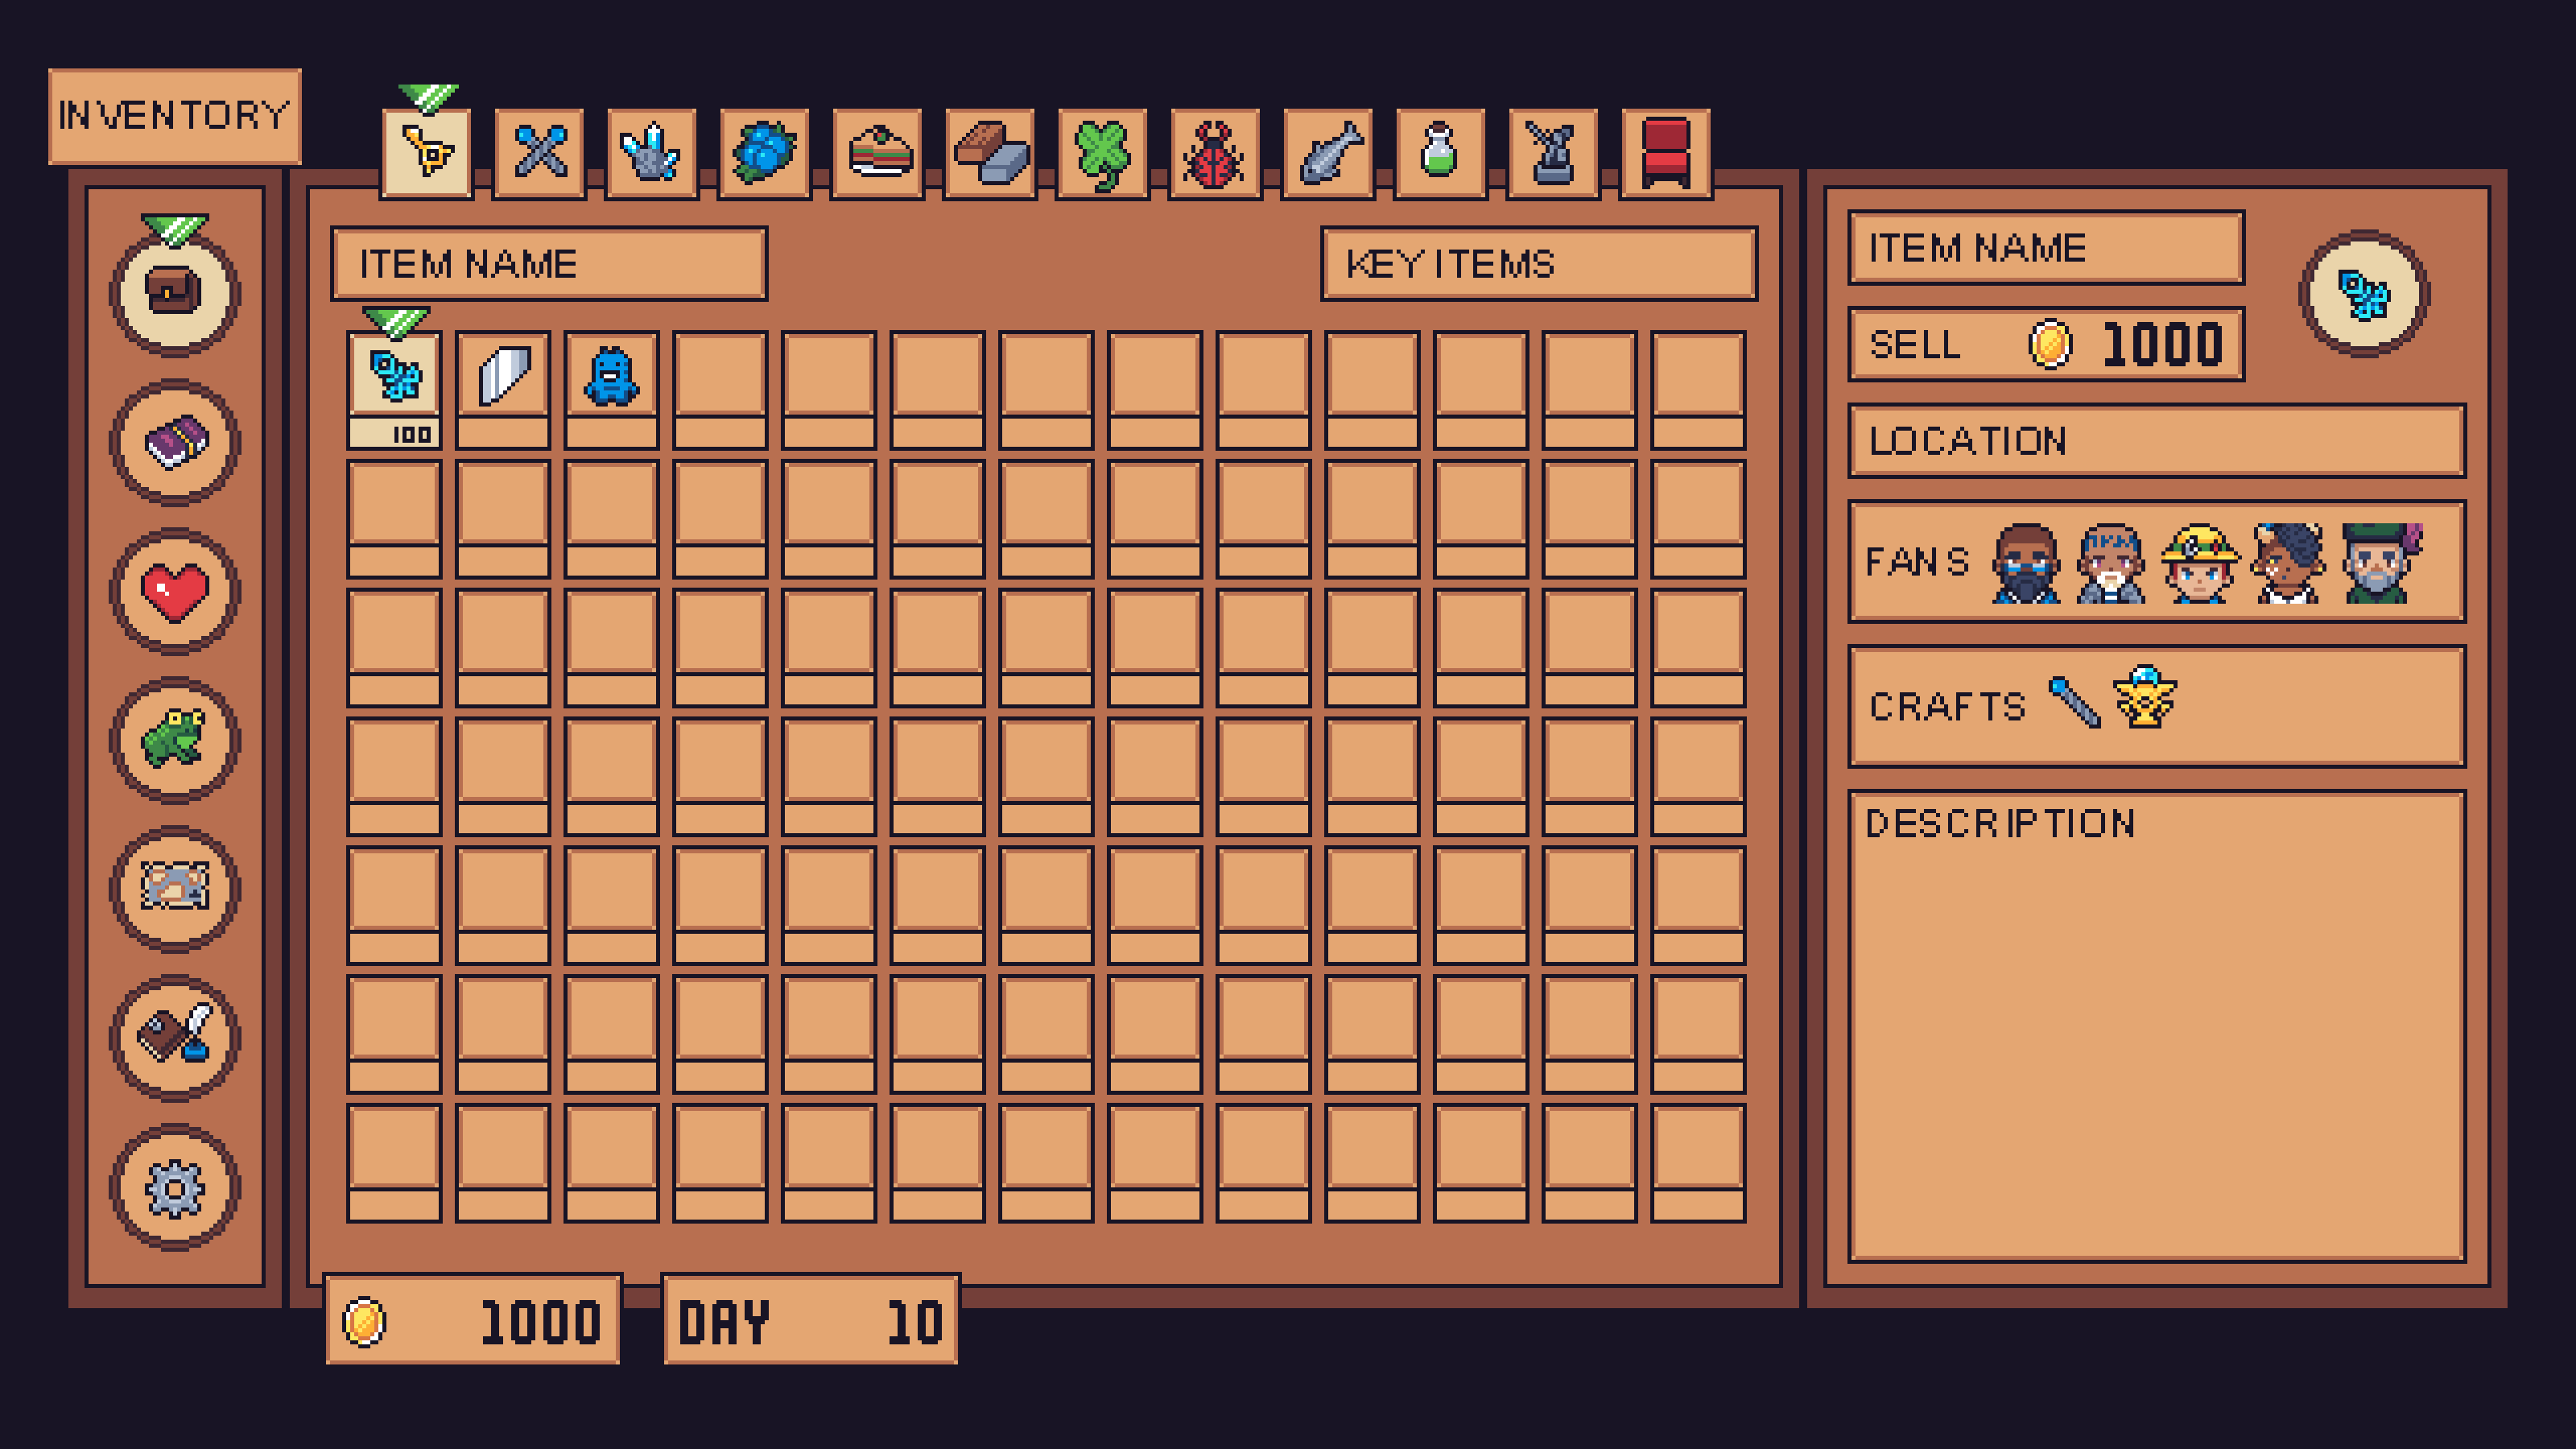 INVENTORY
ITEM NAME
KEY ITEMS
100
1000
DAY 10
ITEM NAME
SELL 1000
LOCATION
FANS
CRAFTS
DESCRIPTION